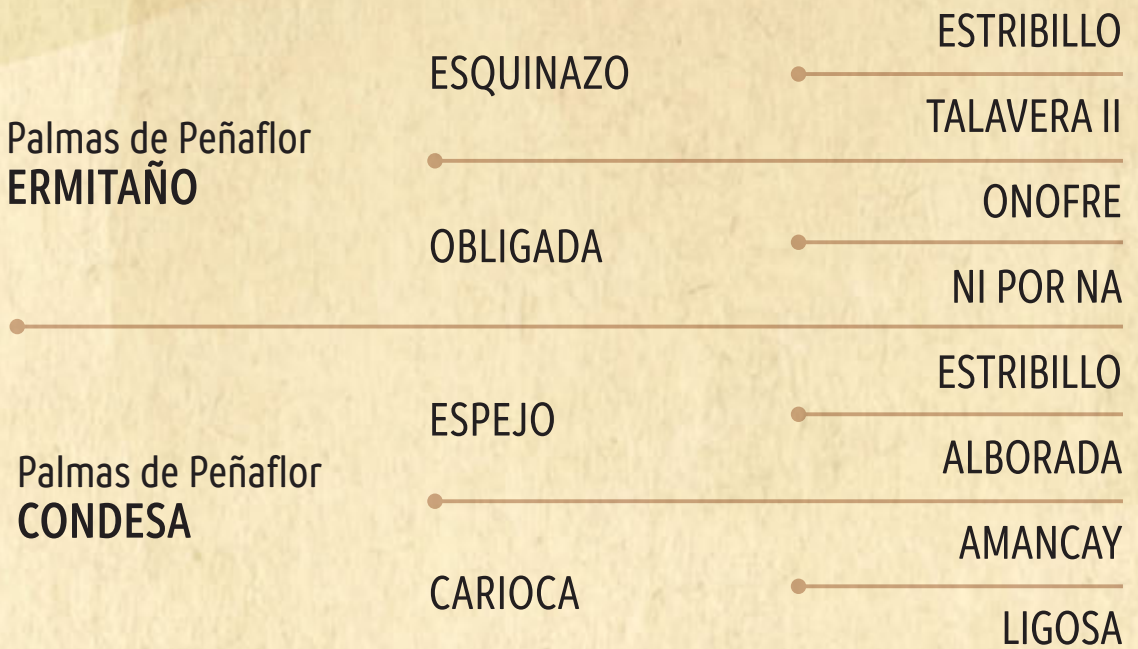 ESTRIBILLO
ESQUINAZO
TALAVERA II
Palmas de Peñaflor
ERMITAÑO
ONOFRE
OBLIGADA
NI POR NA
ESTRIBILLO
ESPEJO
ALBORADA
Palmas de Peñaflor
CONDESA
AMANCAY
CARIOCA
LIGOSA